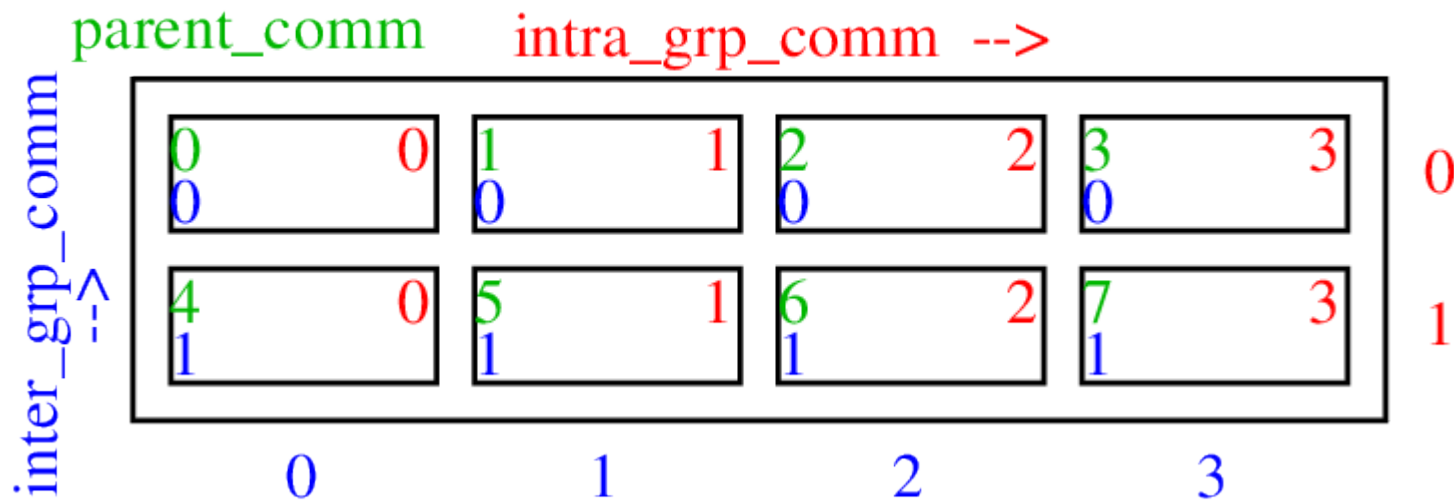 parent_comm intra_grp_comm -->
inter_grp_comm -->
0 0 1 1 2 2 3 3 0
0 0 0 0
4 0 5 1 6 2 7 3 1
1 1 1 1
0 1 2 3